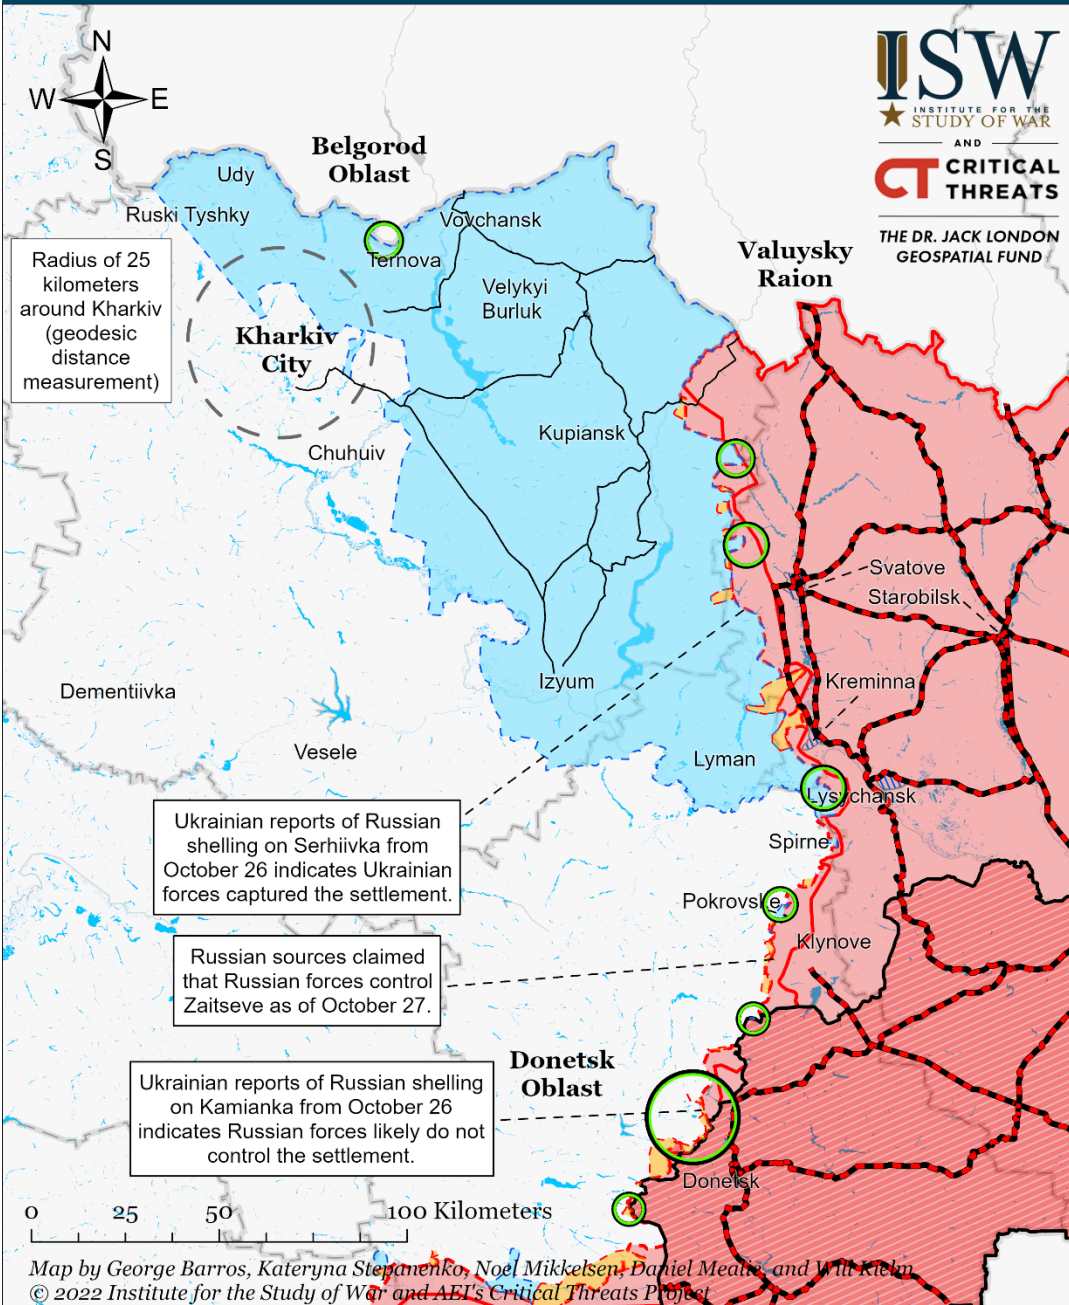 N
W E
S
ISW
INSTITUTE FOR THE
STUDY OF WAR
AND
CT CRITICAL
THREATS
THE DR. JACK LONDON
GEOSPATIAL FUND
Belgorod
Oblast
Udy
Ruski Tyshky
Vovchansk
Ternova
Valuysky
Raion
Radius of 25
kilometers
around Kharkiv
(geodesic
distance
measurement)
Velykyi
Burluk
Kharkiv
City
Kupiansk
Chuhuiv
Svatove
Starobilsk
Izyum
Kreminna
Dementiivka
Vesele
Lyman
Lysychansk
Ukrainian reports of Russian
shelling on Serhiivka from
October 26 indicates Ukrainian
forces captured the settlement.
Spirne
Pokrovske
Klynove
Russian sources claimed
that Russian forces control
Zaitseve as of October 27.
Donetsk
Oblast
Ukrainian reports of Russian shelling
on Kamianka from October 26
indicates Russian forces likely do not
control the settlement.
Donetsk
0 25 50 100 Kilometers
Map by George Barros, Kateryna Stepanenko, Noel Mikkelsen, Daniel Mealie, and Will Kielm
© 2022 Institute for the Study of War and AEI's Critical Threats Project